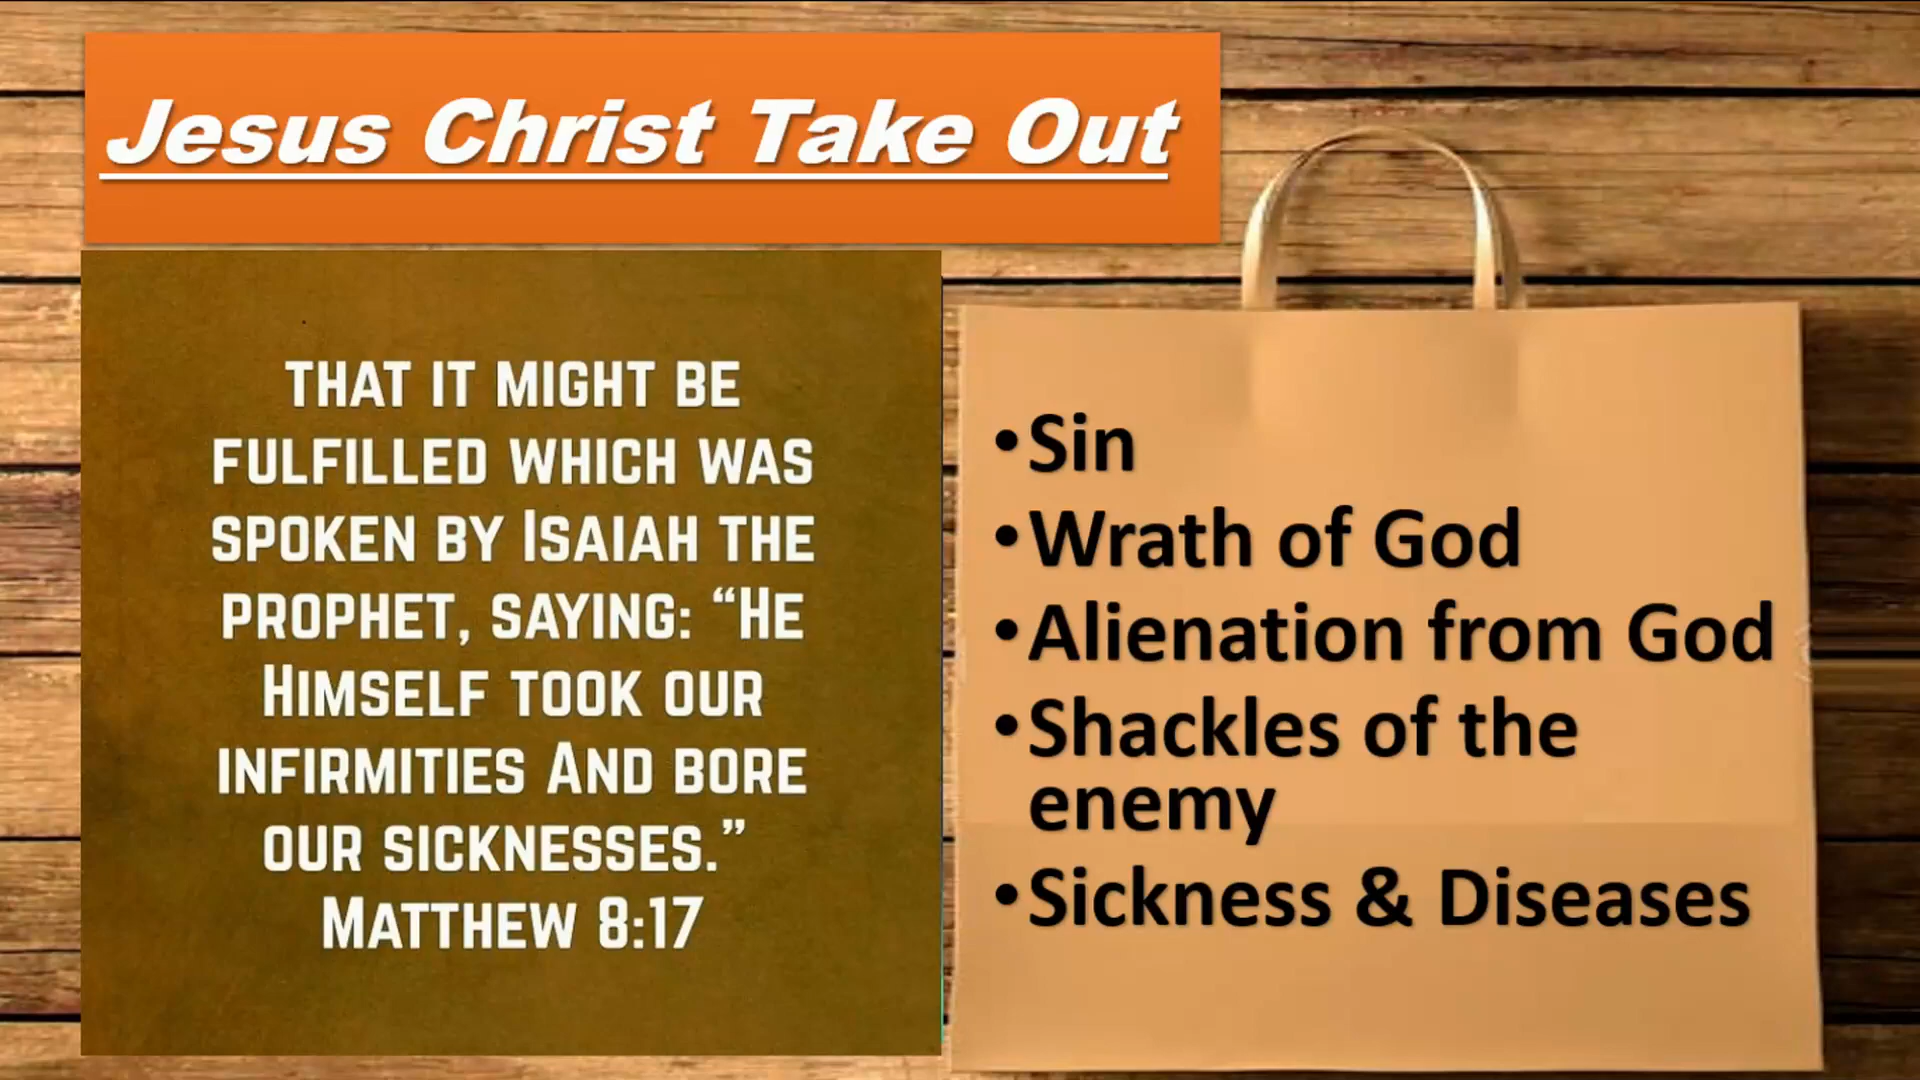 Jesus Christ Take Out
THAT IT MIGHT BE
FULFILLED WHICH WAS
SPOKEN BY ISAIAH THE
PROPHET, SAYING: “HE
HIMSELF TOOK OUR
INFIRMITIES AND BORE
OUR SICKNESSES.”
MATTHEW 8:17
•Sin
•Wrath of God
•Alienation from God
•Shackles of the
enemy
•Sickness & Diseases